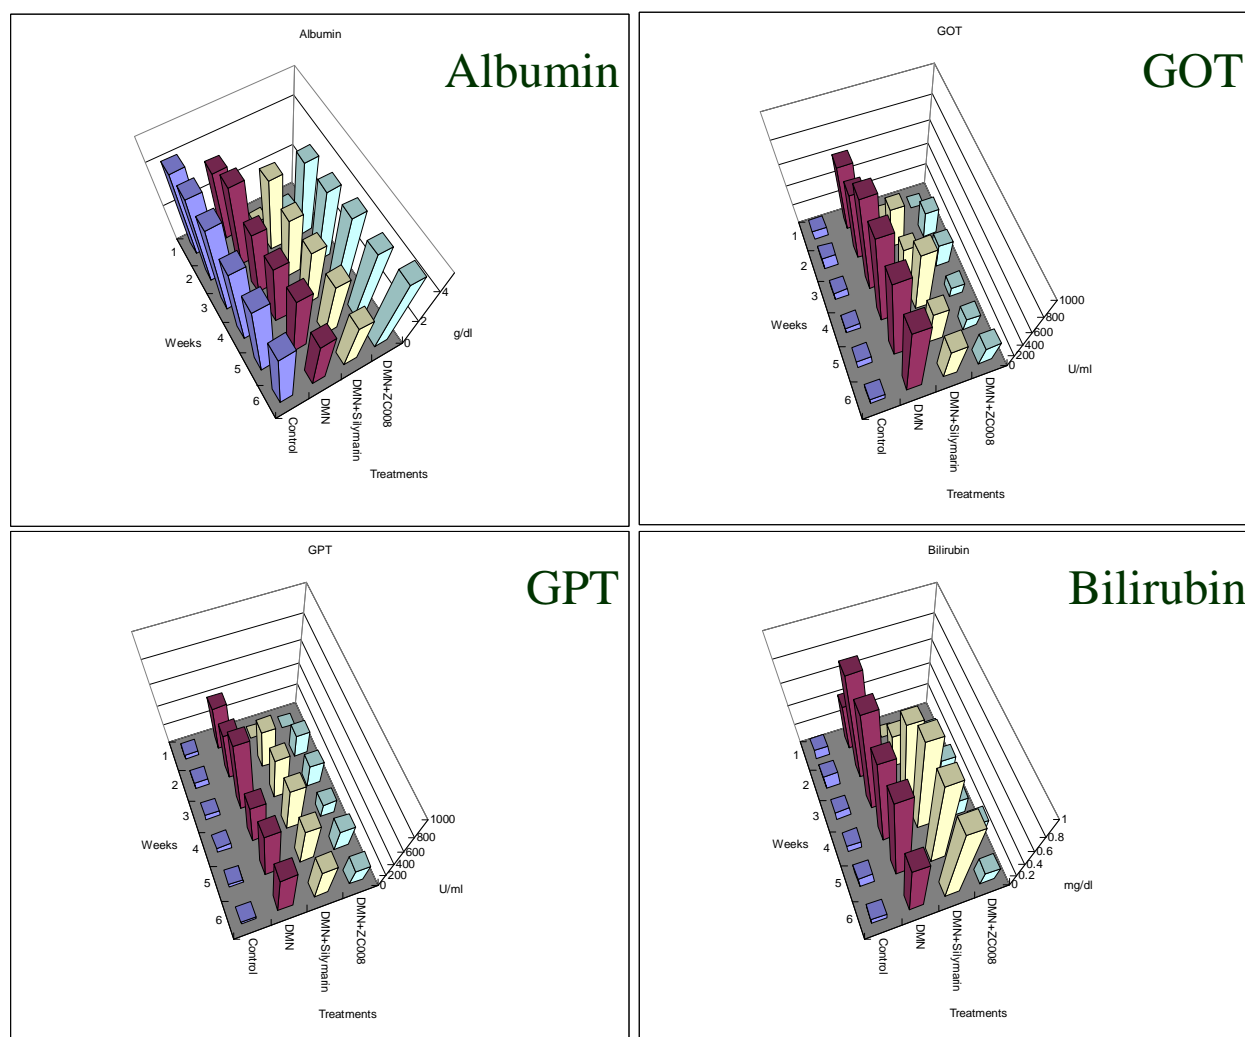 Albumin
Albumin
4
2
0
g/dl
1
2
3
4
5
6
Weeks
Control
DMN
DMN+Silymarin
DMN+ZC008
Treatments
GOT
GOT
1000
800
600
400
200
0
U/ml
1
2
3
4
5
6
Weeks
Control
DMN
DMN+Silymarin
DMN+ZC008
Treatments
GPT
GPT
1000
800
600
400
200
0
U/ml
1
2
3
4
5
6
Weeks
Control
DMN
DMN+Silymarin
DMN+ZC008
Treatments
Bilirubin
Bilirubin
1
0.8
0.6
0.4
0.2
0
mg/dl
1
2
3
4
5
6
Weeks
Control
DMN
DMN+Silymarin
DMN+ZC008
Treatments